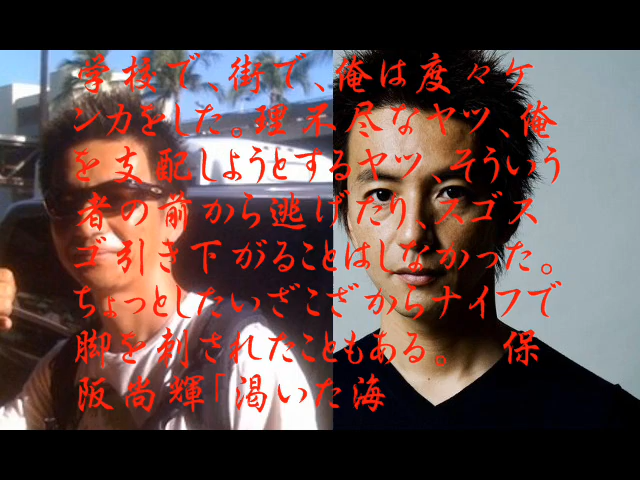 学校で、街で、俺は度々ケ
ンカをした。理不尽なヤツ、俺
を支配しようとするヤツ、そういう
者の前から逃げたり、スゴス
ゴ引き下がることはしなかった。
ちょっとしたいざこざからナイフで
脚を刺されたこともある。　保
阪尚輝「渇いた海